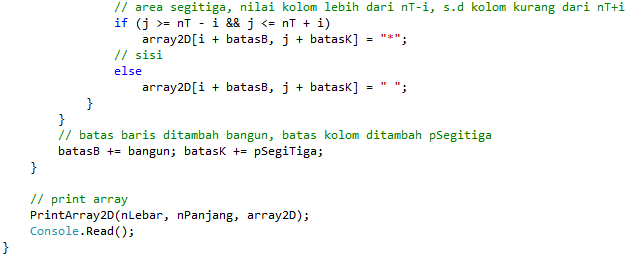 // area segitiga, nilai kolom lebih dari nT-i, s.d kolom kurang dari nT+i
if (j >= nT - i && j <= nT + i)
array2D[i + batasB, j + batasK] = "*";
// sisi
else
array2D[i + batasB, j + batasK] = " ";
}
}
// batas baris ditambah bangun, batas kolom ditambah pSegitiga
batasB += bangun; batasK += pSegiTiga;
}
// print array
PrintArray2D(nLebar, nPanjang, array2D);
Console.Read();
}